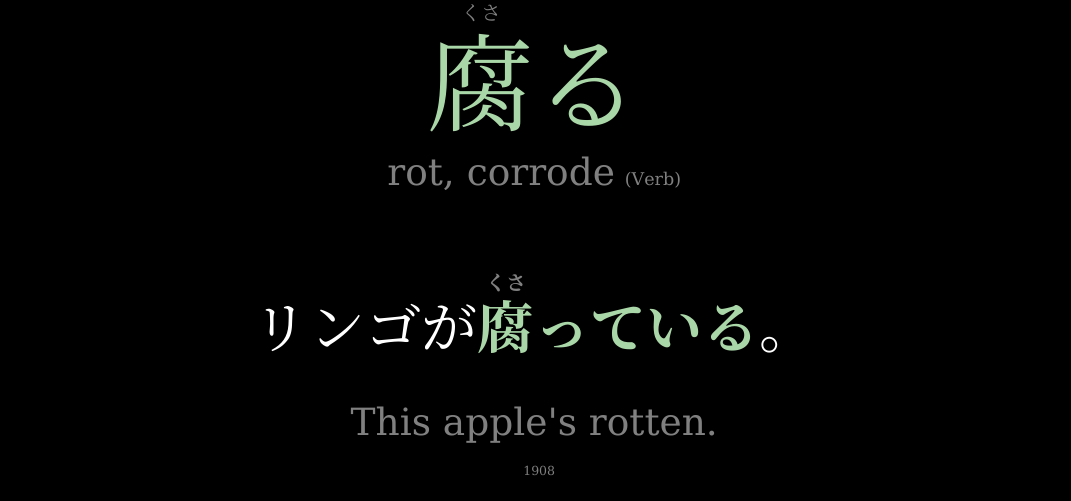 くさ
腐る
rot, corrode (Verb)
くさ
リンゴが腐っている。
This apple's rotten.
1908